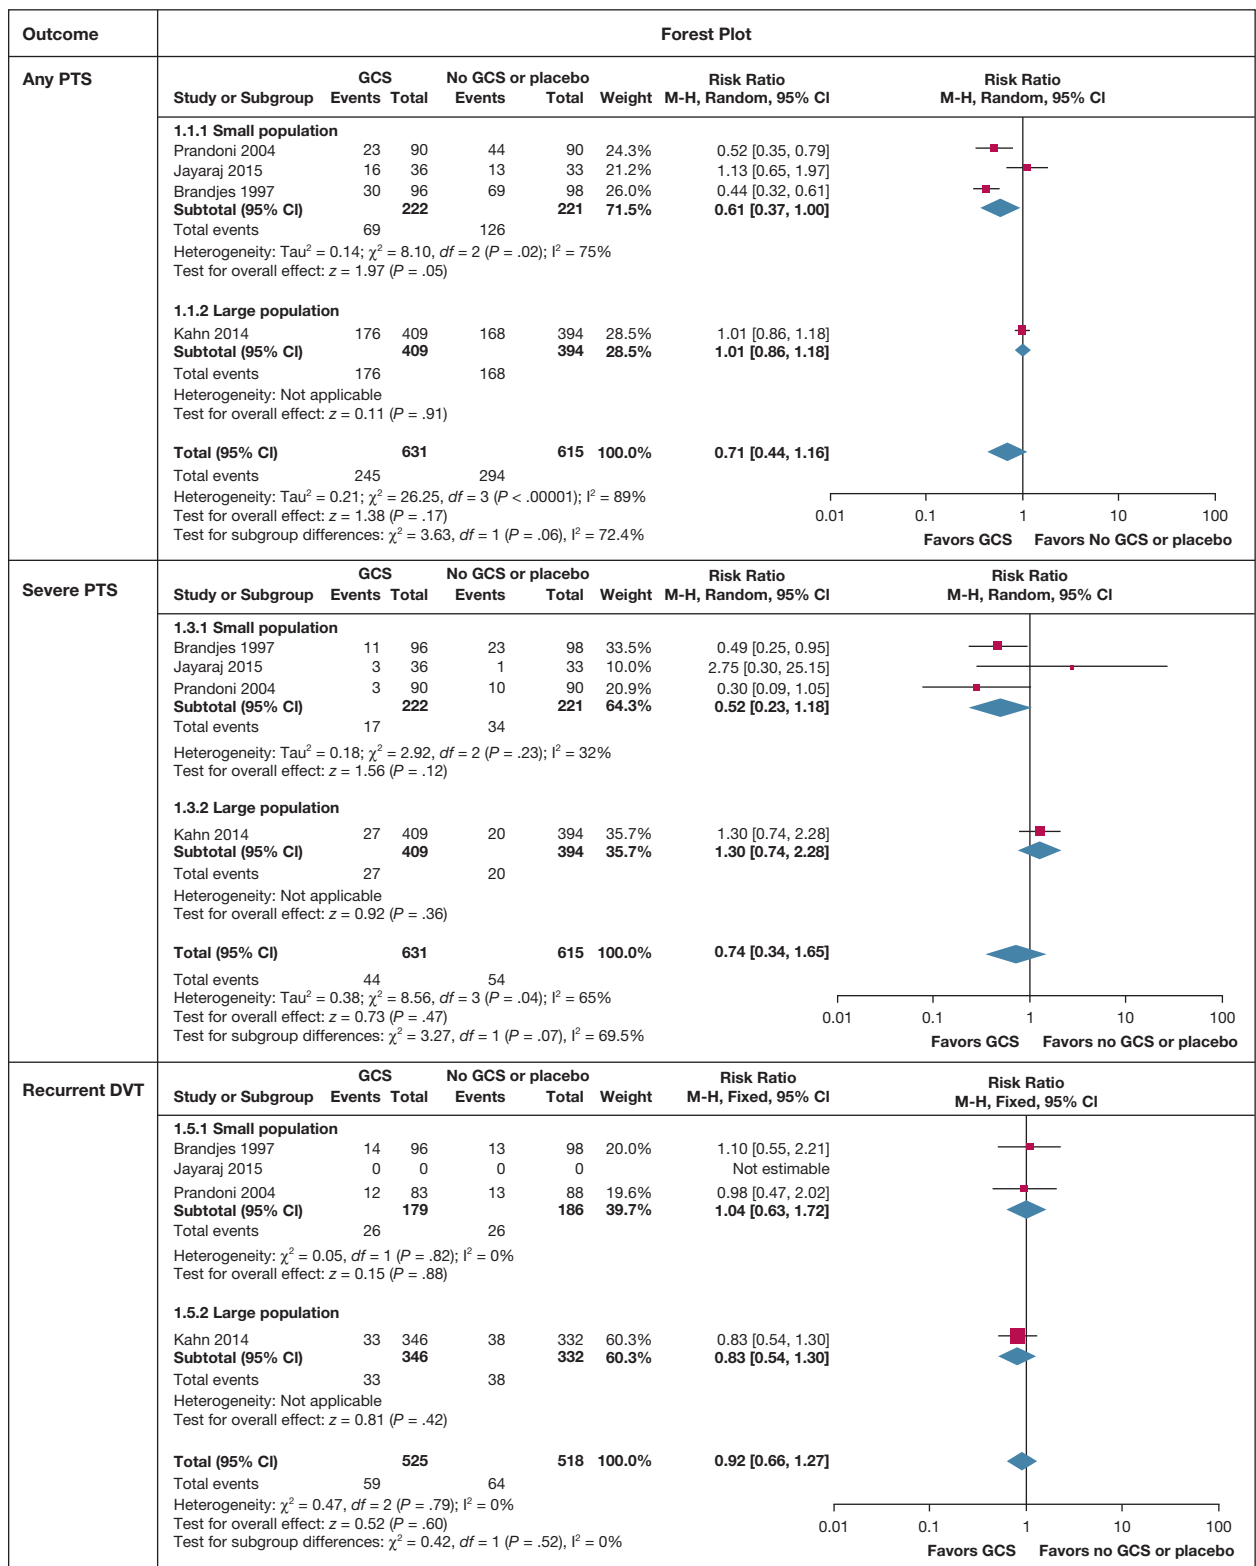 Outcome Forest Plot
Any PTS
GCS No GCS or placebo Risk Ratio Risk Ratio
Study or Subgroup Events Total Events Total Weight M-H, Random, 95% CI M-H, Random, 95% CI
1.1.1 Small population
Prandoni 2004 23 90 44 90 24.3% 0.52 [0.35, 0.79]
Jayaraj 2015 16 36 13 33 21.2% 1.13 [0.65, 1.97]
Brandjes 1997 30 96 69 98 26.0% 0.44 [0.32, 0.61]
Subtotal (95% CI) 222 221 71.5% 0.61 [0.37, 1.00]
Total events 69 126
Heterogeneity: Tau² = 0.14; χ² = 8.10, df = 2 (P = .02); I² = 75%
Test for overall effect: z = 1.97 (P = .05)
1.1.2 Large population
Kahn 2014 176 409 168 394 28.5% 1.01 [0.86, 1.18]
Subtotal (95% CI) 409 394 28.5% 1.01 [0.86, 1.18]
Total events 176 168
Heterogeneity: Not applicable
Test for overall effect: z = 0.11 (P = .91)
Total (95% CI) 631 615 100.0% 0.71 [0.44, 1.16]
Total events 245 294
Heterogeneity: Tau² = 0.21; χ² = 26.25, df = 3 (P < .00001); I² = 89%
Test for overall effect: z = 1.38 (P = .17)
Test for subgroup differences: χ² = 3.63, df = 1 (P = .06), I² = 72.4%
0.01 0.1 1 10 100
Favors GCS Favors No GCS or placebo
Severe PTS
GCS No GCS or placebo Risk Ratio Risk Ratio
Study or Subgroup Events Total Events Total Weight M-H, Random, 95% CI M-H, Random, 95% CI
1.3.1 Small population
Brandjes 1997 11 96 23 98 33.5% 0.49 [0.25, 0.95]
Jayaraj 2015 3 36 1 33 10.0% 2.75 [0.30, 25.15]
Prandoni 2004 3 90 10 90 20.9% 0.30 [0.09, 1.05]
Subtotal (95% CI) 222 221 64.3% 0.52 [0.23, 1.18]
Total events 17 34
Heterogeneity: Tau² = 0.18; χ² = 2.92, df = 2 (P = .23); I² = 32%
Test for overall effect: z = 1.56 (P = .12)
1.3.2 Large population
Kahn 2014 27 409 20 394 35.7% 1.30 [0.74, 2.28]
Subtotal (95% CI) 409 394 35.7% 1.30 [0.74, 2.28]
Total events 27 20
Heterogeneity: Not applicable
Test for overall effect: z = 0.92 (P = .36)
Total (95% CI) 631 615 100.0% 0.74 [0.34, 1.65]
Total events 44 54
Heterogeneity: Tau² = 0.38; χ² = 8.56, df = 3 (P = .04); I² = 65%
Test for overall effect: z = 0.73 (P = .47)
Test for subgroup differences: χ² = 3.27, df = 1 (P = .07), I² = 69.5%
0.01 0.1 1 10 100
Favors GCS Favors no GCS or placebo
Recurrent DVT
GCS No GCS or placebo Risk Ratio Risk Ratio
Study or Subgroup Events Total Events Total Weight M-H, Fixed, 95% CI M-H, Fixed, 95% CI
1.5.1 Small population
Brandjes 1997 14 96 13 98 20.0% 1.10 [0.55, 2.21]
Jayaraj 2015 0 0 0 0 Not estimable
Prandoni 2004 12 83 13 88 19.6% 0.98 [0.47, 2.02]
Subtotal (95% CI) 179 186 39.7% 1.04 [0.63, 1.72]
Total events 26 26
Heterogeneity: χ² = 0.05, df = 1 (P = .82); I² = 0%
Test for overall effect: z = 0.15 (P = .88)
1.5.2 Large population
Kahn 2014 33 346 38 332 60.3% 0.83 [0.54, 1.30]
Subtotal (95% CI) 346 332 60.3% 0.83 [0.54, 1.30]
Total events 33 38
Heterogeneity: Not applicable
Test for overall effect: z = 0.81 (P = .42)
Total (95% CI) 525 518 100.0% 0.92 [0.66, 1.27]
Total events 59 64
Heterogeneity: χ² = 0.47, df = 2 (P = .79); I² = 0%
Test for overall effect: z = 0.52 (P = .60)
Test for subgroup differences: χ² = 0.42, df = 1 (P = .52), I² = 0%
0.01 0.1 1 10 100
Favors GCS Favors no GCS or placebo